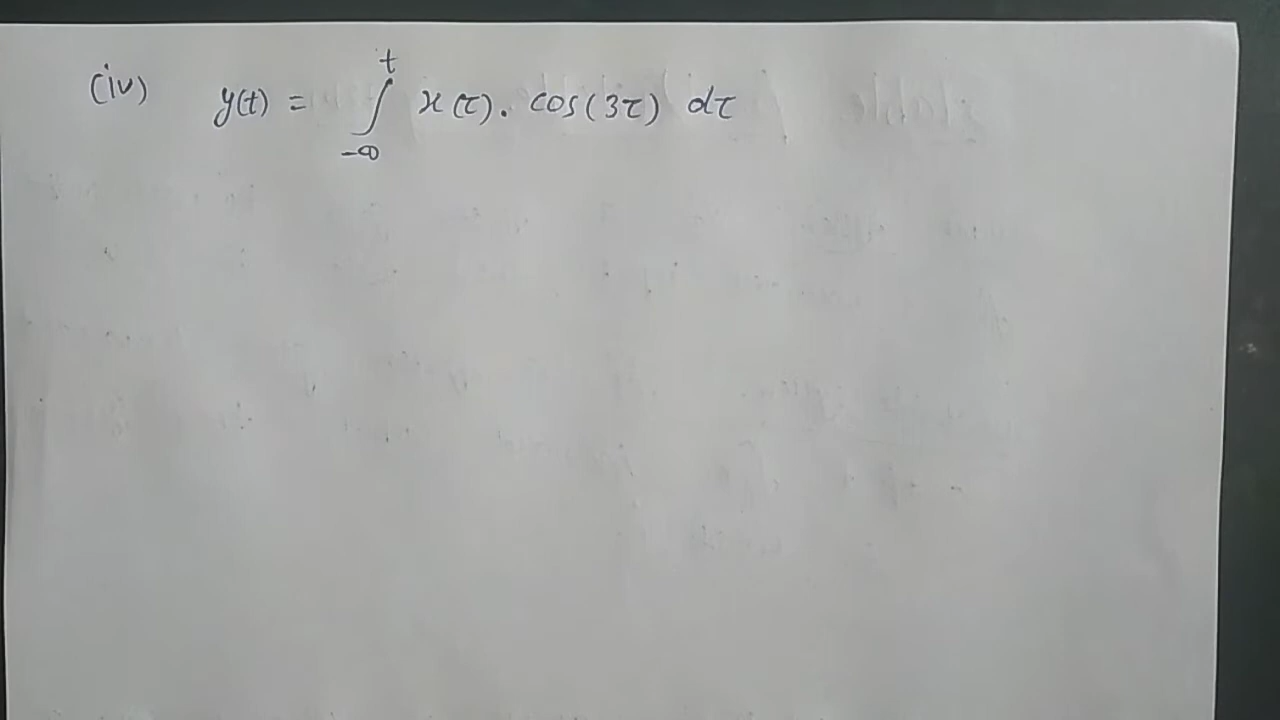 (iv) y(t) = ∫_{-∞}^{t} x(τ). cos(3τ) dτ